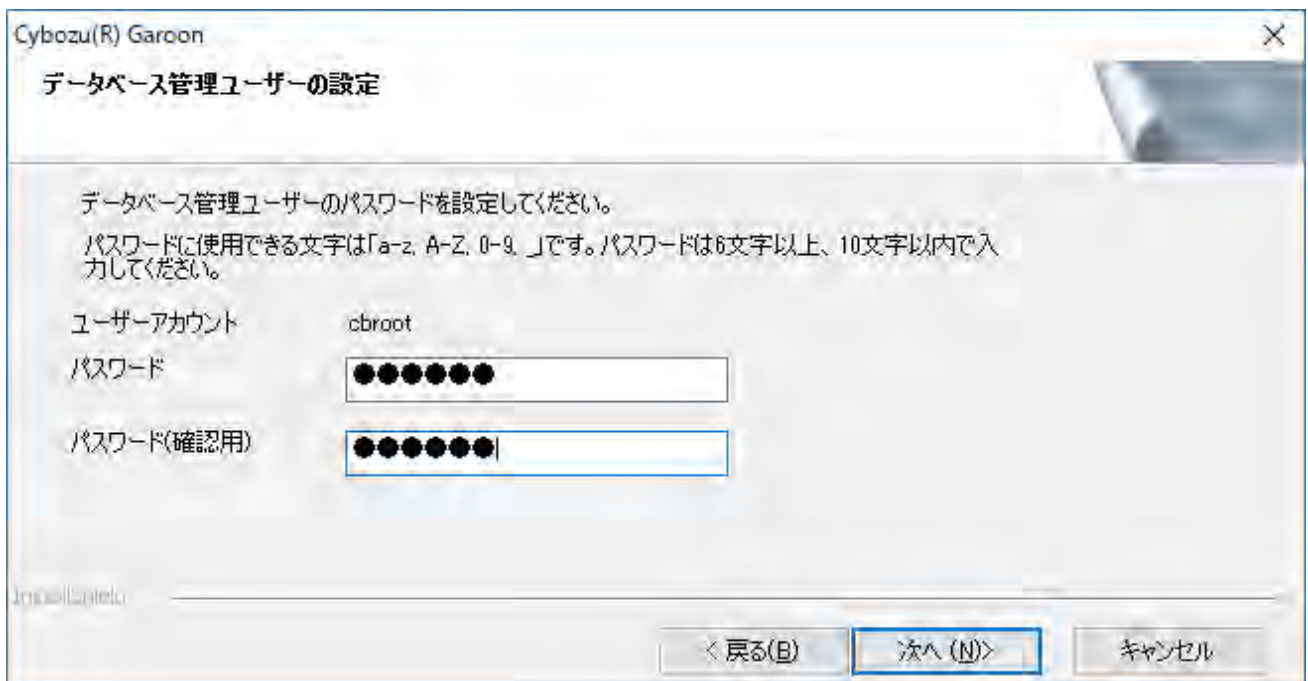 Cybozu(R) Garoon
データベース管理ユーザーの設定
データベース管理ユーザーのパスワードを設定してください。
パスワードに使用できる文字は「a-z, A-Z, 0-9, _」です。パスワードは6文字以上、10文字以内で入
力してください。
ユーザーアカウント cbroot
パスワード ●●●●●●
パスワード(確認用) ●●●●●●
InstallShield
< 戻る(B) 次へ (N)> キャンセル